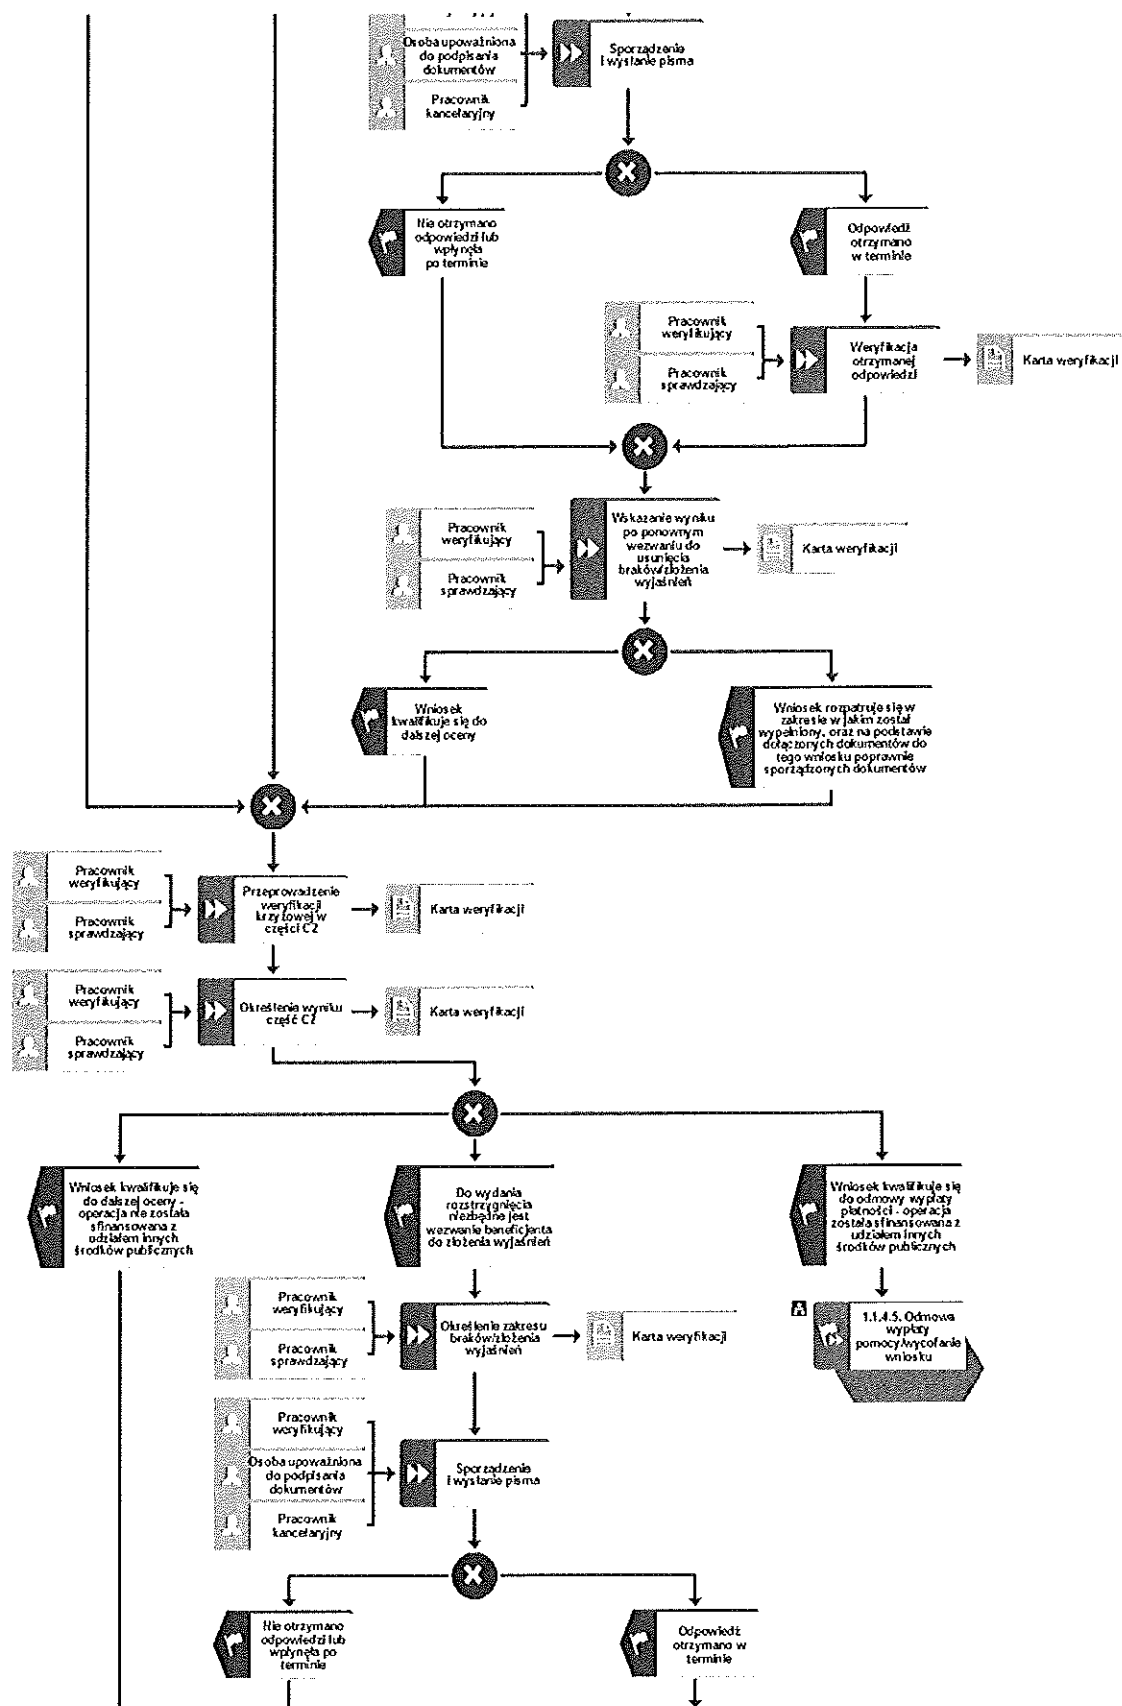 Osoba upoważniona
do podpisania
dokumentów
Pracownik
kancelaryjny
Sporządzenie
i wysłanie pisma
Nie otrzymano
odpowiedzi lub
wpłynęła
po terminie
Odpowiedź
otrzymano
w terminie
Pracownik
weryfikujący
Pracownik
sprawdzający
Weryfikacja
otrzymanej
odpowiedzi
Karta weryfikacji
Pracownik
weryfikujący
Pracownik
sprawdzający
Wskazanie wyniku
po ponownym
wezwaniu do
usunięcia
braków/złożenia
wyjaśnień
Karta weryfikacji
Wniosek
kwalifikuje się do
dalszej oceny
Wniosek rozpatruje się w
zakresie w jakim został
wypełniony, oraz na podstawie
dołączonych dokumentów do
tego wniosku poprawnie
sporządzonych dokumentów
Pracownik
weryfikujący
Pracownik
sprawdzający
Przeprowadzenie
weryfikacji
krzyżowej w
części C2
Karta weryfikacji
Pracownik
weryfikujący
Pracownik
sprawdzający
Określenie wyniku
część C2
Karta weryfikacji
Wniosek kwalifikuje się
do dalszej oceny -
operacja nie została
sfinansowana z
udziałem innych
środków publicznych
Do wydania
rozstrzygnięcia
niezbędne jest
wezwanie beneficjenta
do złożenia wyjaśnień
Wniosek kwalifikuje się
do odmowy wypłaty
płatności - operacja
została sfinansowana z
udziałem innych
środków publicznych
Pracownik
weryfikujący
Pracownik
sprawdzający
Określenie zakresu
braków/złożenia
wyjaśnień
Karta weryfikacji
1.1.4.5. Odmowa
wypłaty
pomocy/wycofanie
wniosku
Pracownik
weryfikujący
Osoba upoważniona
do podpisania
dokumentów
Pracownik
kancelaryjny
Sporządzenie
i wysłanie pisma
Nie otrzymano
odpowiedzi lub
wpłynęła po
terminie
Odpowiedź
otrzymano w
terminie